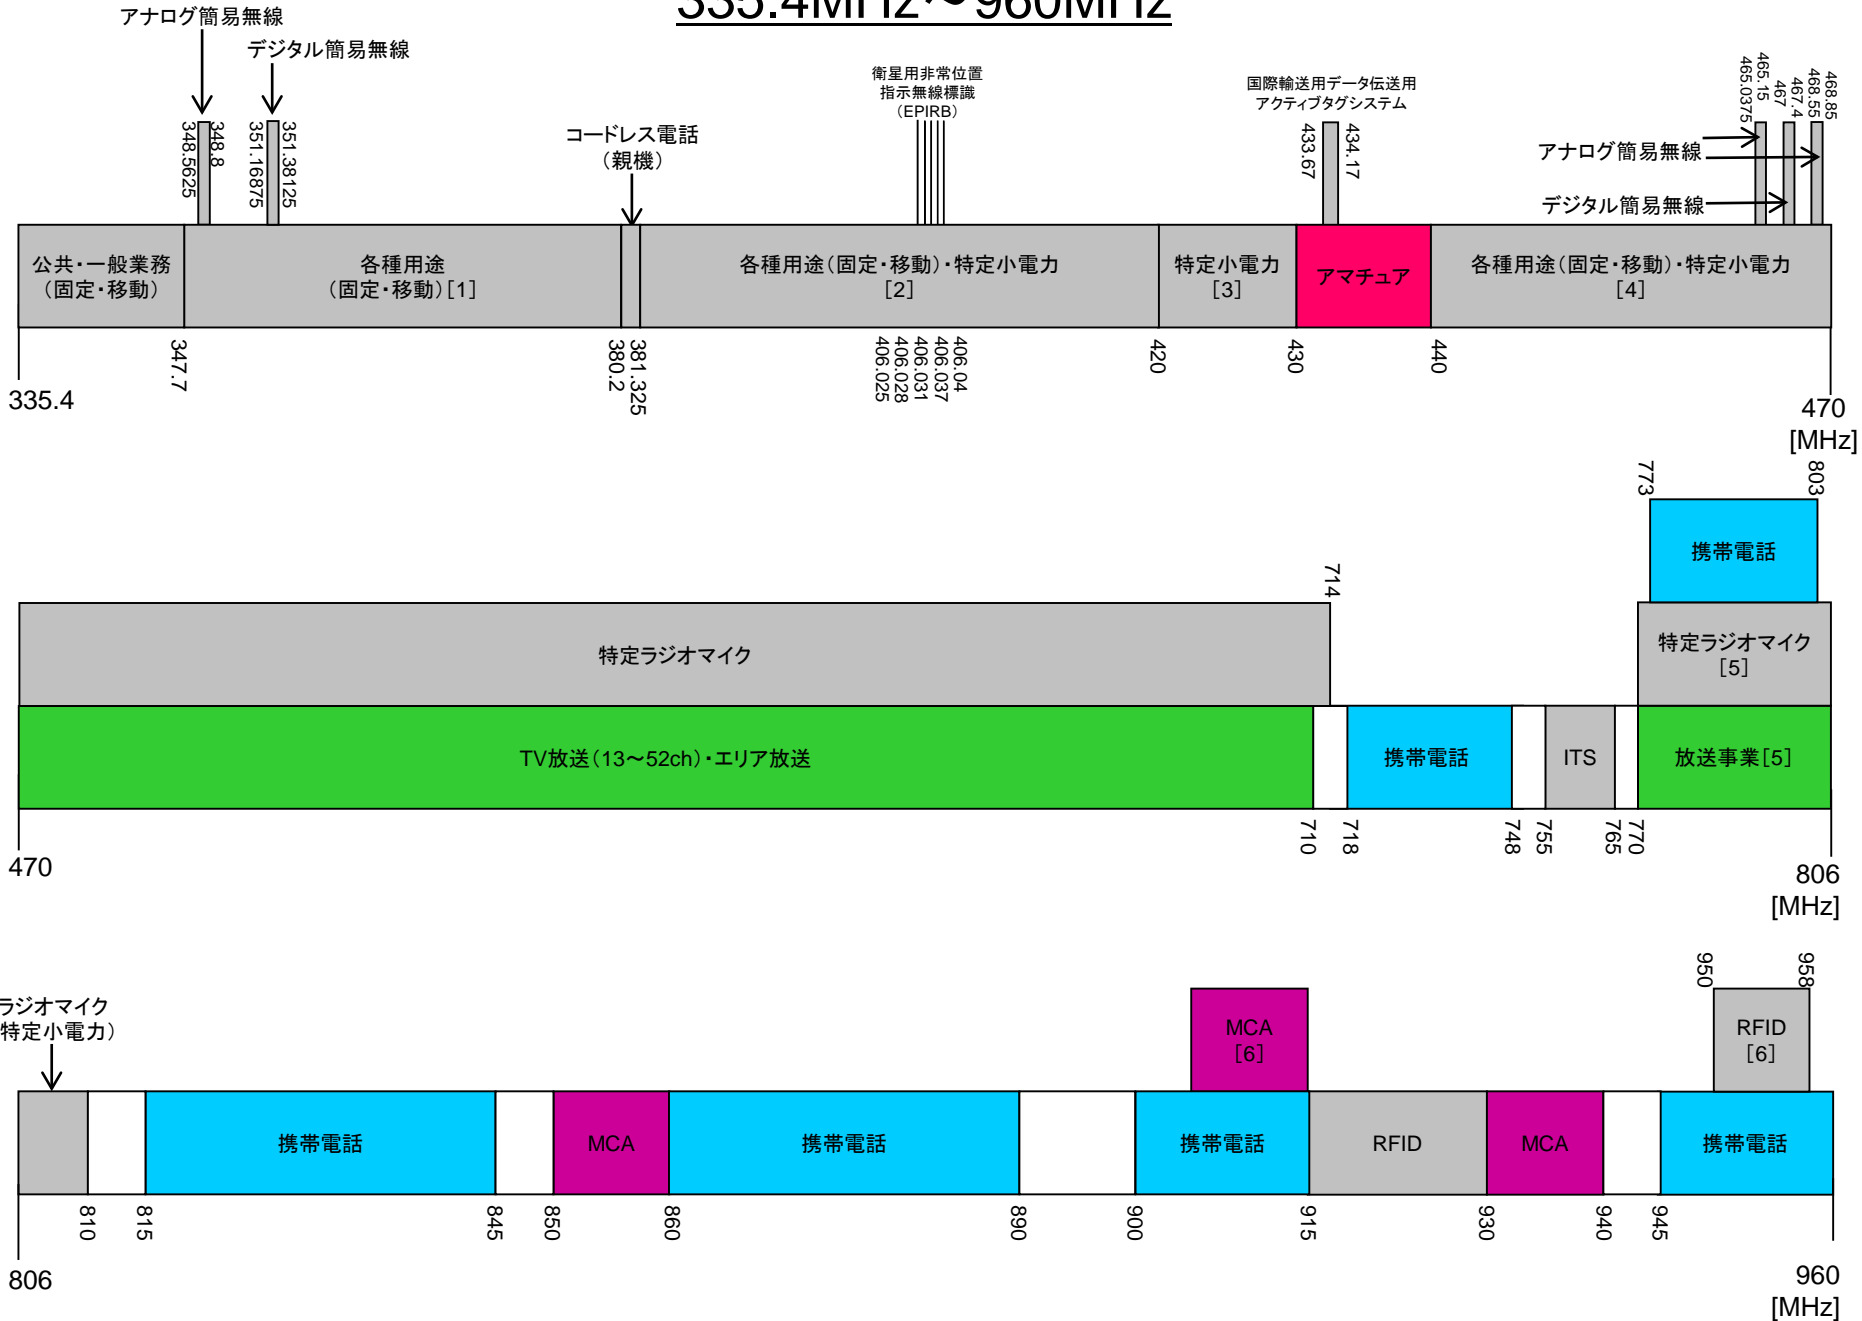 335.4MHz~960MHz
アナログ簡易無線
デジタル簡易無線
348.5625
348.8
351.16875
351.38125
コードレス電話
(親機)
衛星用非常位置
指示無線標識
(EPIRB)
国際輸送用データ伝送用
アクティブタグシステム
433.67
434.17
アナログ簡易無線
デジタル簡易無線
465.0375
465.15
467
467.4
468.55
468.85
公共・一般業務
(固定・移動)
各種用途
(固定・移動)[1]
各種用途(固定・移動)・特定小電力
[2]
特定小電力
[3]
アマチュア
各種用途(固定・移動)・特定小電力
[4]
335.4
347.7
380.2
381.325
406.025
406.028
406.031
406.037
406.04
420
430
440
470
[MHz]
773
803
携帯電話
714
特定ラジオマイク
特定ラジオマイク
[5]
TV放送(13~52ch)・エリア放送
携帯電話
ITS
放送事業[5]
470
710
718
748
755
765
770
806
[MHz]
ラジオマイク
特定小電力)
MCA
[6]
950
958
RFID
[6]
携帯電話
MCA
携帯電話
携帯電話
RFID
MCA
携帯電話
806
810
815
845
850
860
890
900
915
930
940
945
960
[MHz]